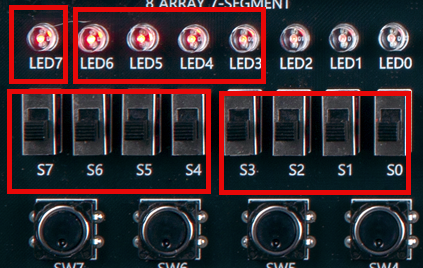 8 ARRAY 7-SEGMENT
LED7 LED6 LED5 LED4 LED3 LED2 LED1 LED0
S7 S6 S5 S4 S3 S2 S1 S0
SW7 SW6 SW5 SW4